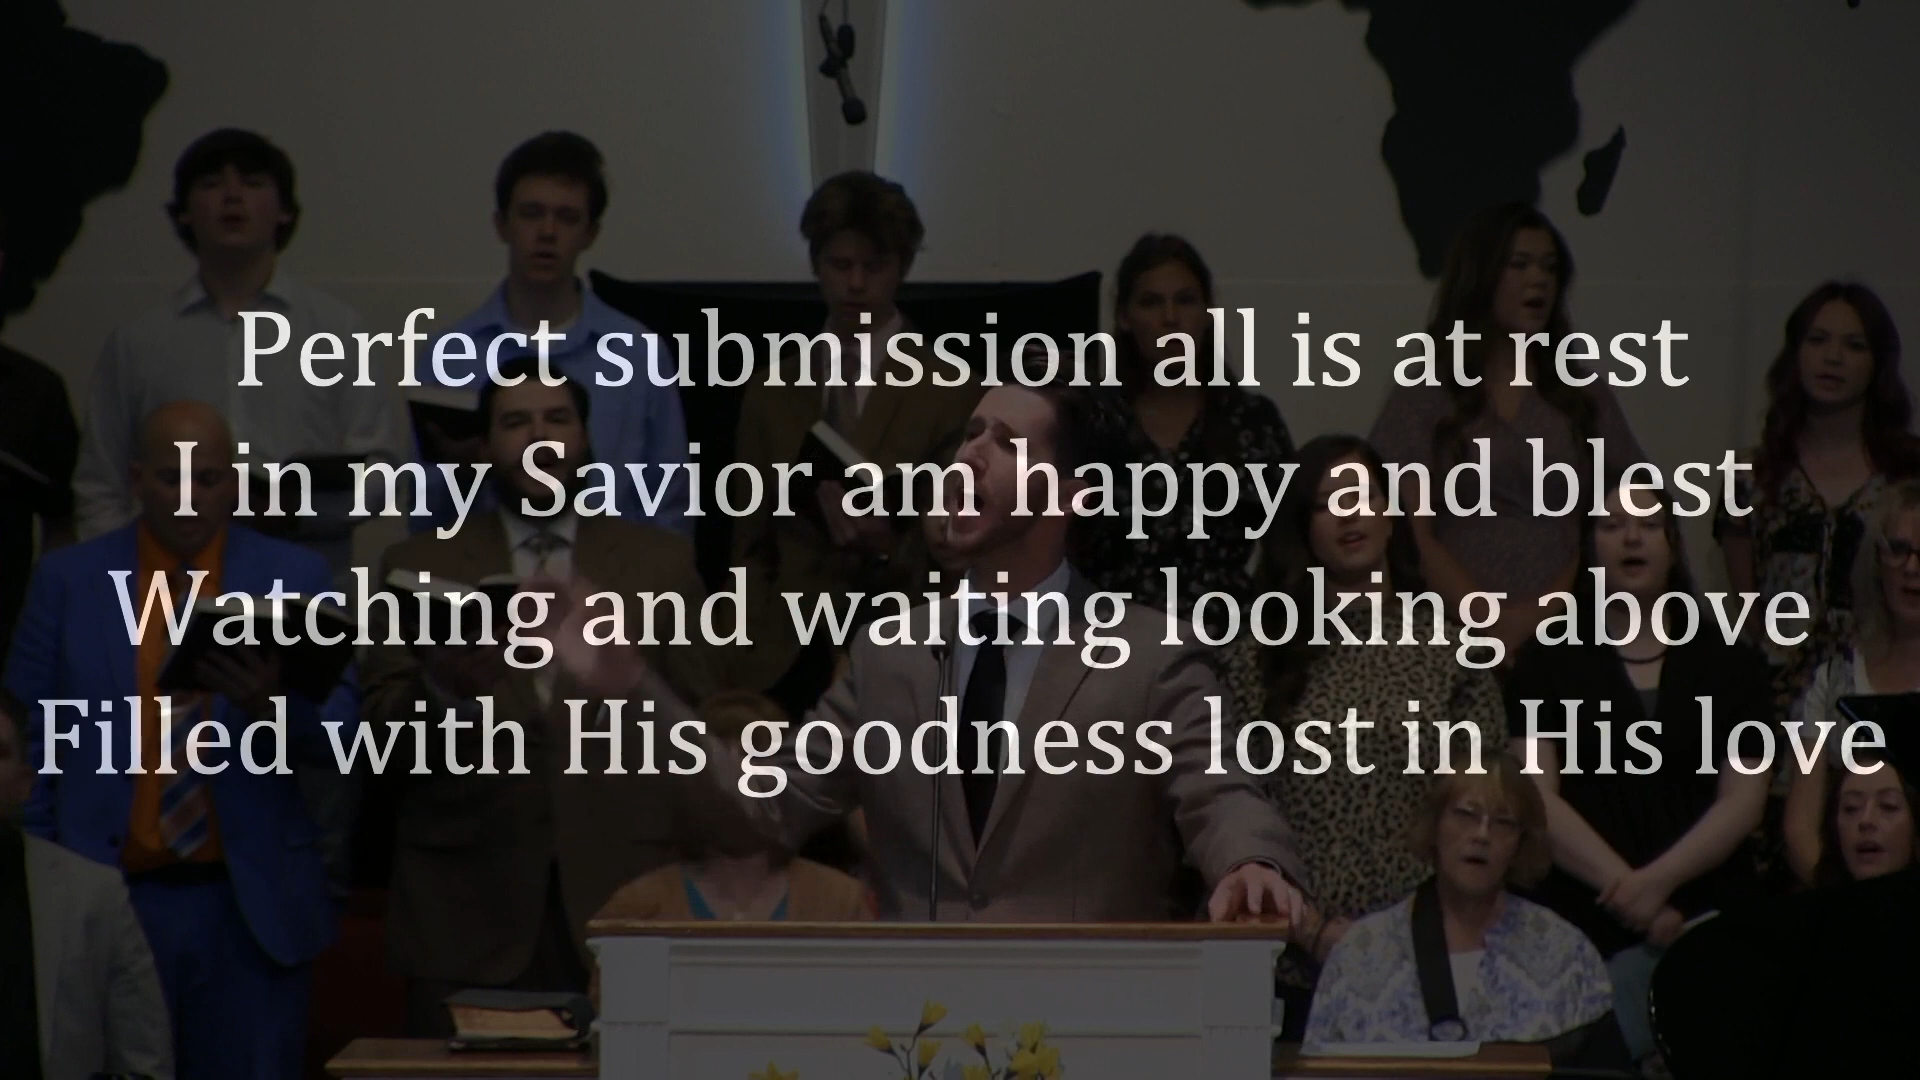 Perfect submission all is at rest
I in my Savior am happy and blest
Watching and waiting looking above
Filled with His goodness lost in His love